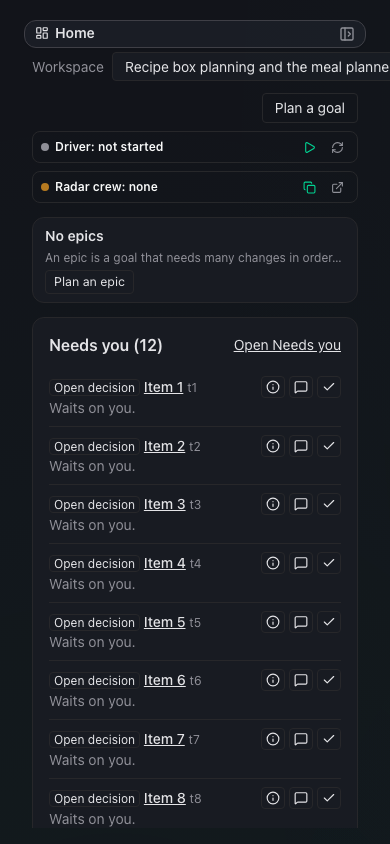 Home
Workspace Recipe box planning and the meal planne
Plan a goal
Driver: not started
Radar crew: none
No epics
An epic is a goal that needs many changes in order...
Plan an epic
Needs you (12) Open Needs you
Open decision Item 1 t1
Waits on you.
Open decision Item 2 t2
Waits on you.
Open decision Item 3 t3
Waits on you.
Open decision Item 4 t4
Waits on you.
Open decision Item 5 t5
Waits on you.
Open decision Item 6 t6
Waits on you.
Open decision Item 7 t7
Waits on you.
Open decision Item 8 t8
Waits on you.